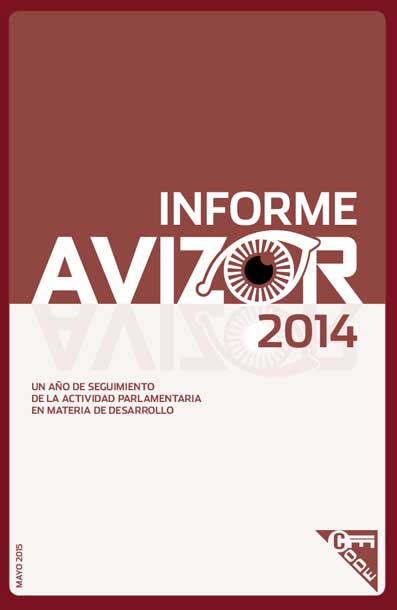 INFORME
AVIZOR
2014
UN AÑO DE SEGUIMIENTO
DE LA ACTIVIDAD PARLAMENTARIA
EN MATERIA DE DESARROLLO
MAYO 2015